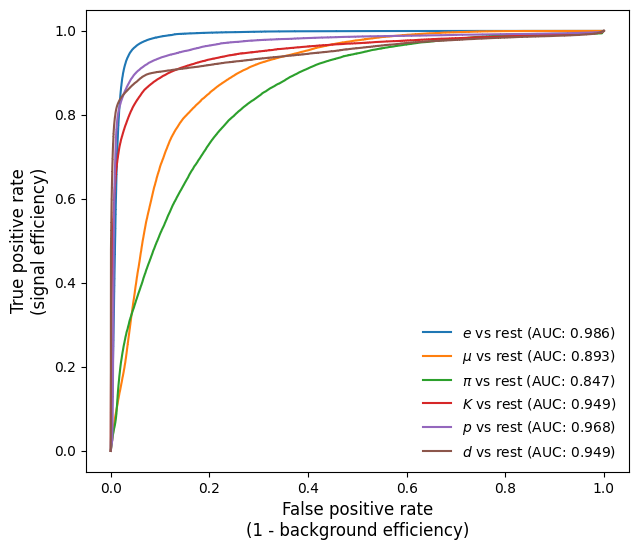 True positive rate
(signal efficiency)
1.0
0.8
0.6
0.4
0.2
0.0
e vs rest (AUC: 0.986)
μ vs rest (AUC: 0.893)
π vs rest (AUC: 0.847)
K vs rest (AUC: 0.949)
p vs rest (AUC: 0.968)
d vs rest (AUC: 0.949)
0.0 0.2 0.4 0.6 0.8 1.0
False positive rate
(1 - background efficiency)